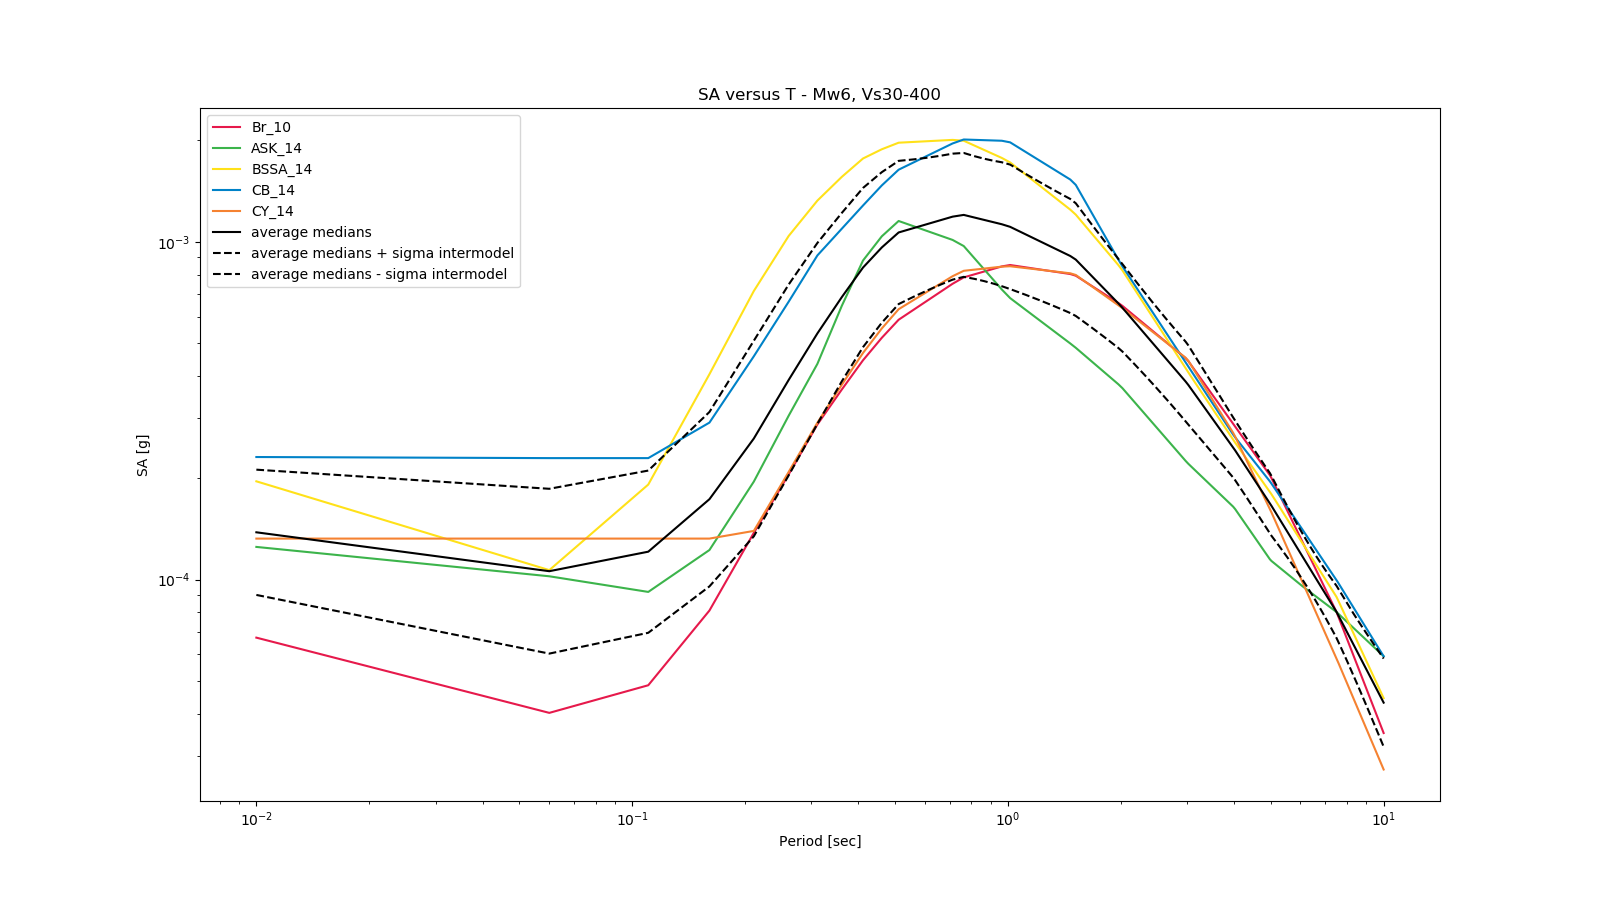 SA versus T - Mw6, Vs30-400
Br_10
ASK_14
BSSA_14
CB_14
CY_14
average medians
average medians + sigma intermodel
average medians - sigma intermodel
SA [g]
10⁻³
10⁻⁴
10⁻² 10⁻¹ 10⁰ 10¹
Period [sec]